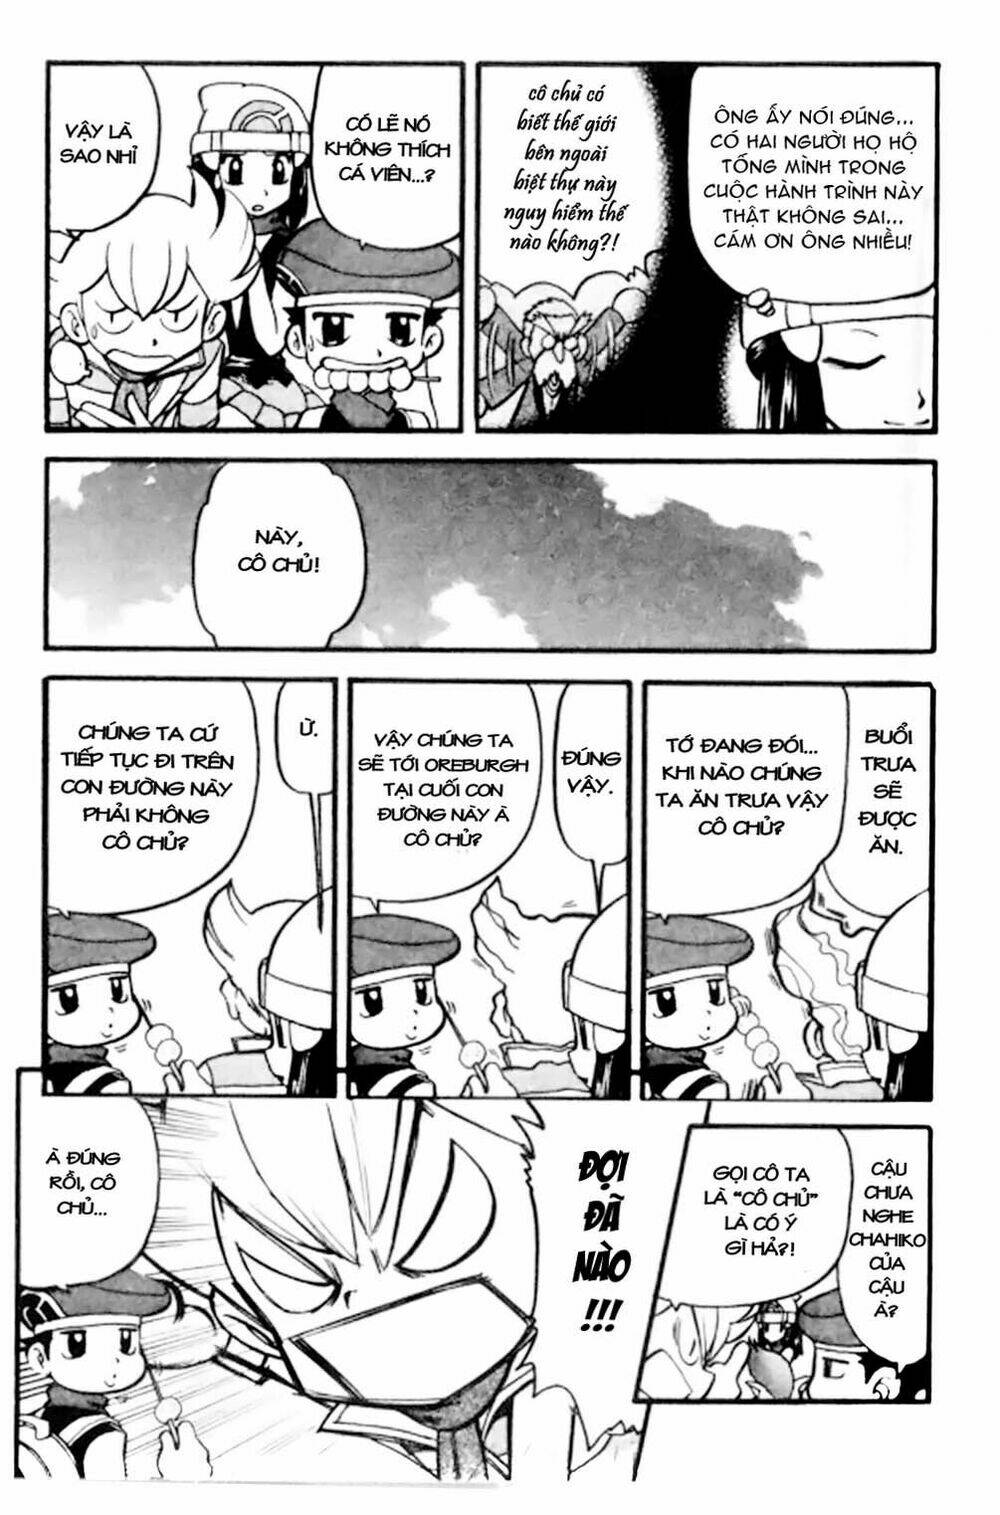 VẬY LÀ
SAO NHỈ
CÓ LẼ NÓ
KHÔNG THÍCH
CÁ VIÊN...?
cô chủ có
biết thế giới
bên ngoài
biệt thự này
nguy hiểm thế
nào không?!
ÔNG ẤY NÓI ĐÚNG...
CÓ HAI NGƯỜI HỌ HỘ
TỐNG MÌNH TRONG
CUỘC HÀNH TRÌNH NÀY
THẬT KHÔNG SAI...
CÁM ƠN ÔNG NHIỀU!
NÀY,
CÔ CHỦ!
CHÚNG TA CỨ
TIẾP TỤC ĐI TRÊN
CON ĐƯỜNG NÀY
PHẢI KHÔNG
CÔ CHỦ?
Ừ.
VẬY CHÚNG TA
SẼ TỚI OREBURGH
TẠI CUỐI CON
ĐƯỜNG NÀY À
CÔ CHỦ?
ĐÚNG
VẬY.
TỚ ĐANG ĐÓI...
KHI NÀO CHÚNG
TA ĂN TRƯA VẬY
CÔ CHỦ?
BUỔI
TRƯA
SẼ
ĐƯỢC
ĂN.
À ĐÚNG
RỒI, CÔ
CHỦ...
ĐỢI
ĐÃ
NÀO
!!!
GỌI CÔ TA
LÀ “CÔ CHỦ”
LÀ CÓ Ý
GÌ HẢ?!
CẬU
CHƯA
NGHE
CHAHIKO
CỦA
CẬU
À?